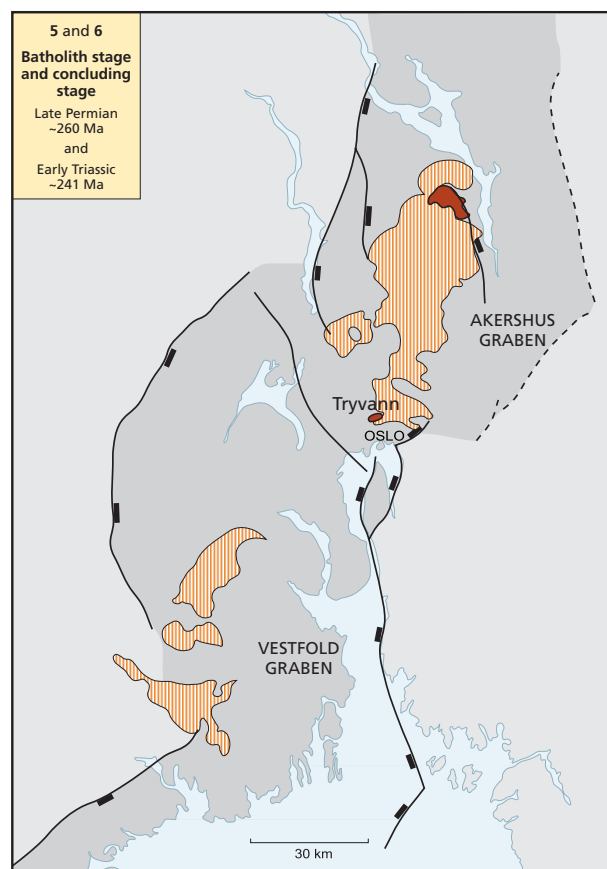 5 and 6
Batholith stage
and concluding
stage
Late Permian
~260 Ma
and
Early Triassic
~241 Ma
AKERSHUS
GRABEN
Tryvann
OSLO
VESTFOLD
GRABEN
30 km